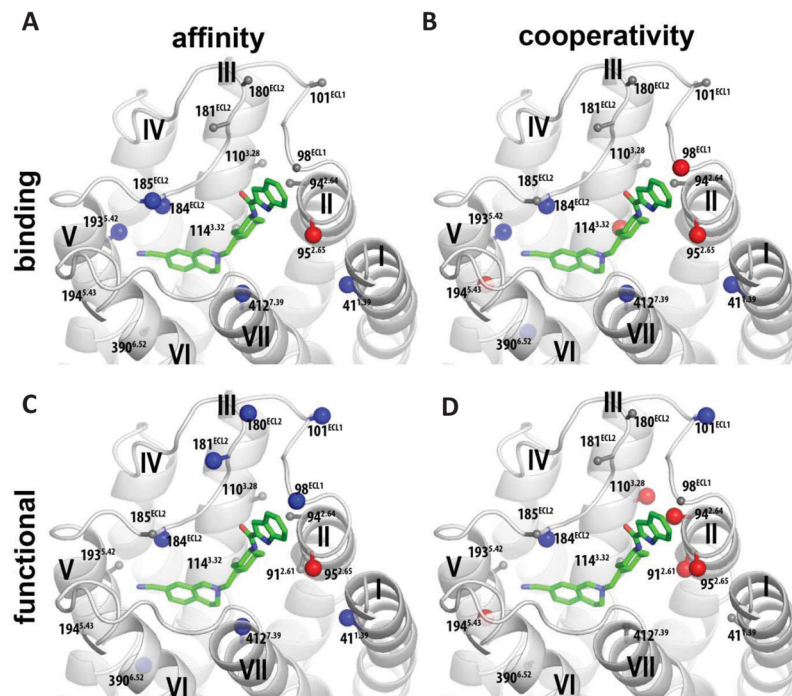 A
affinity
B
cooperativity
binding
III
180ECL2
101ECL1
181ECL2
IV
1103.28
98ECL1
185ECL2
942.64
184ECL2
II
1935.42
V
1143.32
952.65
I
1945.43
4127.39
411.39
3906.52
VI
VII
III
180ECL2
101ECL1
181ECL2
IV
1103.28
98ECL1
185ECL2
942.64
184ECL2
II
1935.42
V
1143.32
952.65
I
1945.43
4127.39
411.39
3906.52
VI
VII
C
D
functional
III
180ECL2
101ECL1
181ECL2
IV
1103.28
98ECL1
185ECL2
942.64
184ECL2
II
1935.42
V
1143.32
912.61
952.65
I
1945.43
4127.39
411.39
3906.52
VI
VII
III
180ECL2
101ECL1
181ECL2
IV
1103.28
98ECL1
185ECL2
942.64
184ECL2
II
1935.42
V
1143.32
912.61
952.65
I
1945.43
4127.39
411.39
3906.52
VI
VII